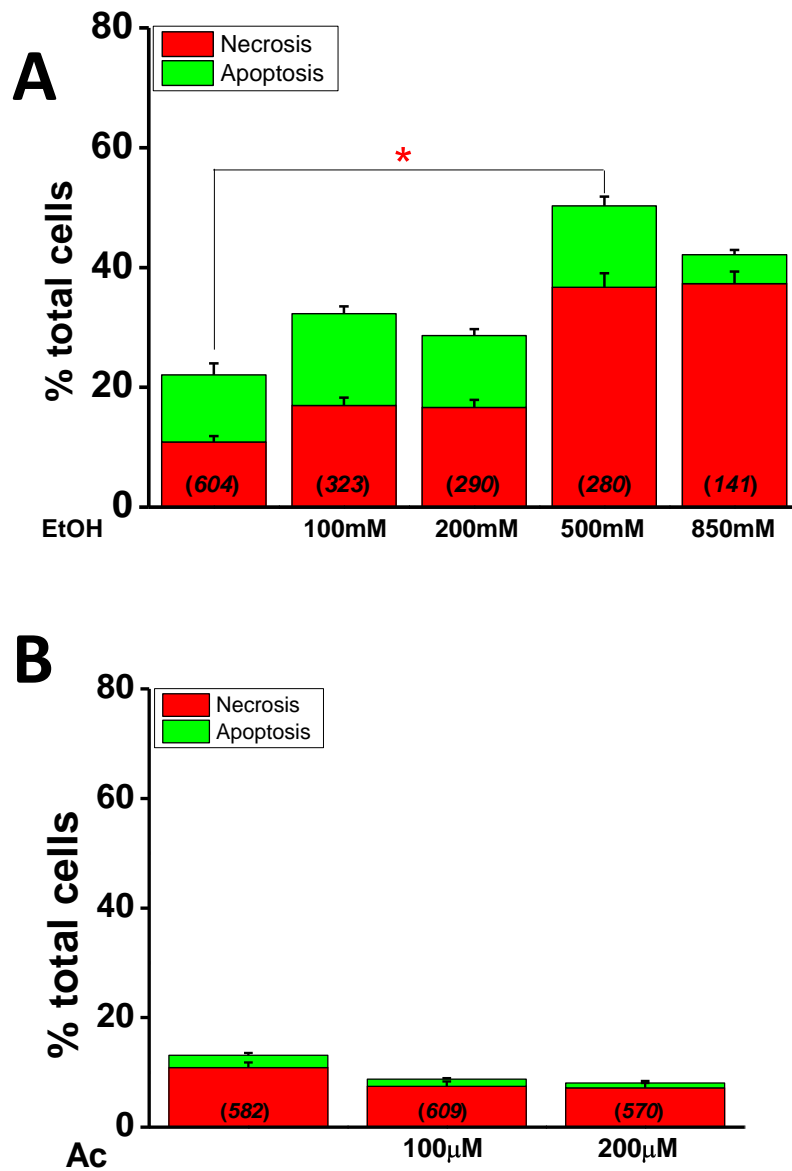 A
80
Necrosis
Apoptosis
60
*
% total cells
40
20
(604) (323) (290) (280) (141)
0
EtOH 100mM 200mM 500mM 850mM
B
80
Necrosis
Apoptosis
60
% total cells
40
20
(582) (609) (570)
0
Ac 100μM 200μM